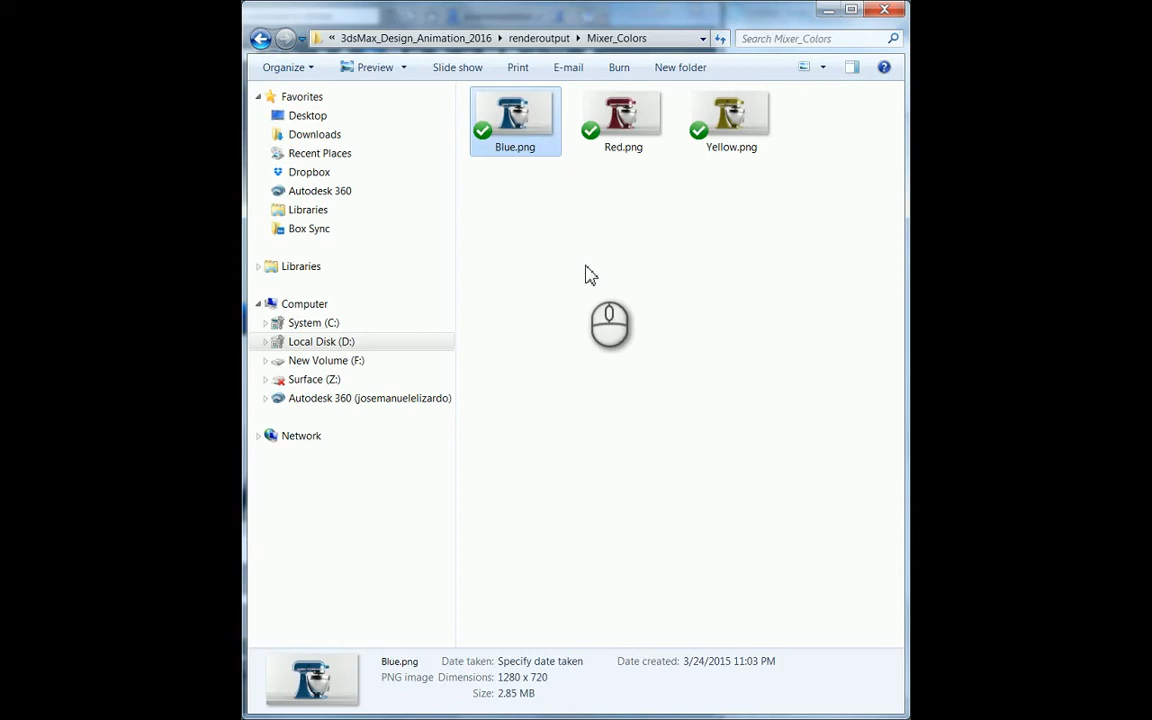 « 3dsMax_Design_Animation_2016 renderoutput Mixer_Colors Search Mixer_Colors
Organize Preview Slide show Print E-mail Burn New folder
Favorites
Desktop
Downloads
Recent Places
Dropbox
Autodesk 360
Libraries
Box Sync
Libraries
Computer
System (C:)
Local Disk (D:)
New Volume (F:)
Surface (Z:)
Autodesk 360 (josemanuelelizardo)
Network
Blue.png Red.png Yellow.png
Blue.png Date taken: Specify date taken Date created: 3/24/2015 11:03 PM
PNG image Dimensions: 1280 x 720
Size: 2.85 MB